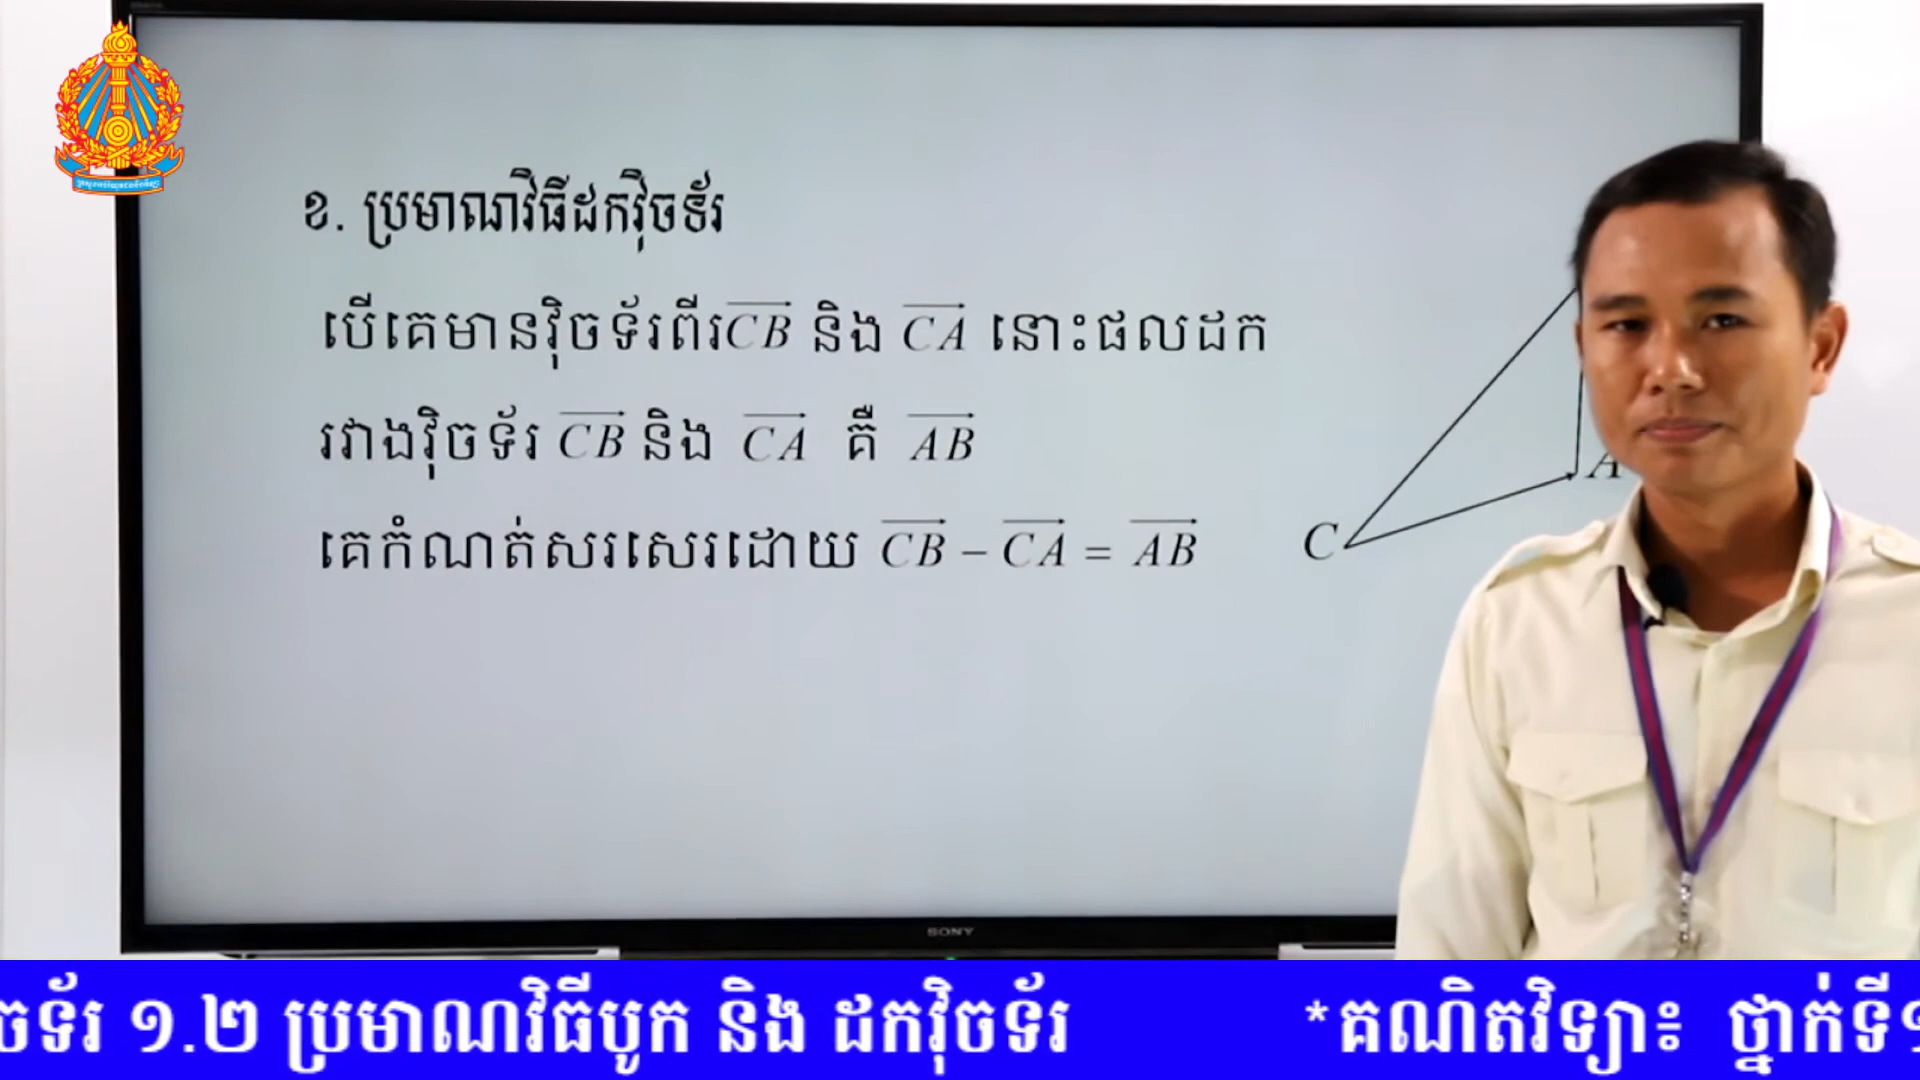 ខ. ប្រមាណវិធីដកវ៉ិចទ័រ
បើគេមានវ៉ិចទ័រពីរ CB និង CA នោះផលដក
រវាងវ៉ិចទ័រ CB និង CA គឺ AB
គេកំណត់សរសេរដោយ CB − CA = AB
A
C
SONY
ចទ័រ ១.២ ប្រមាណវិធីបូក និង ដកវ៉ិចទ័រ *គណិតវិទ្យា៖ ថ្នាក់ទី១